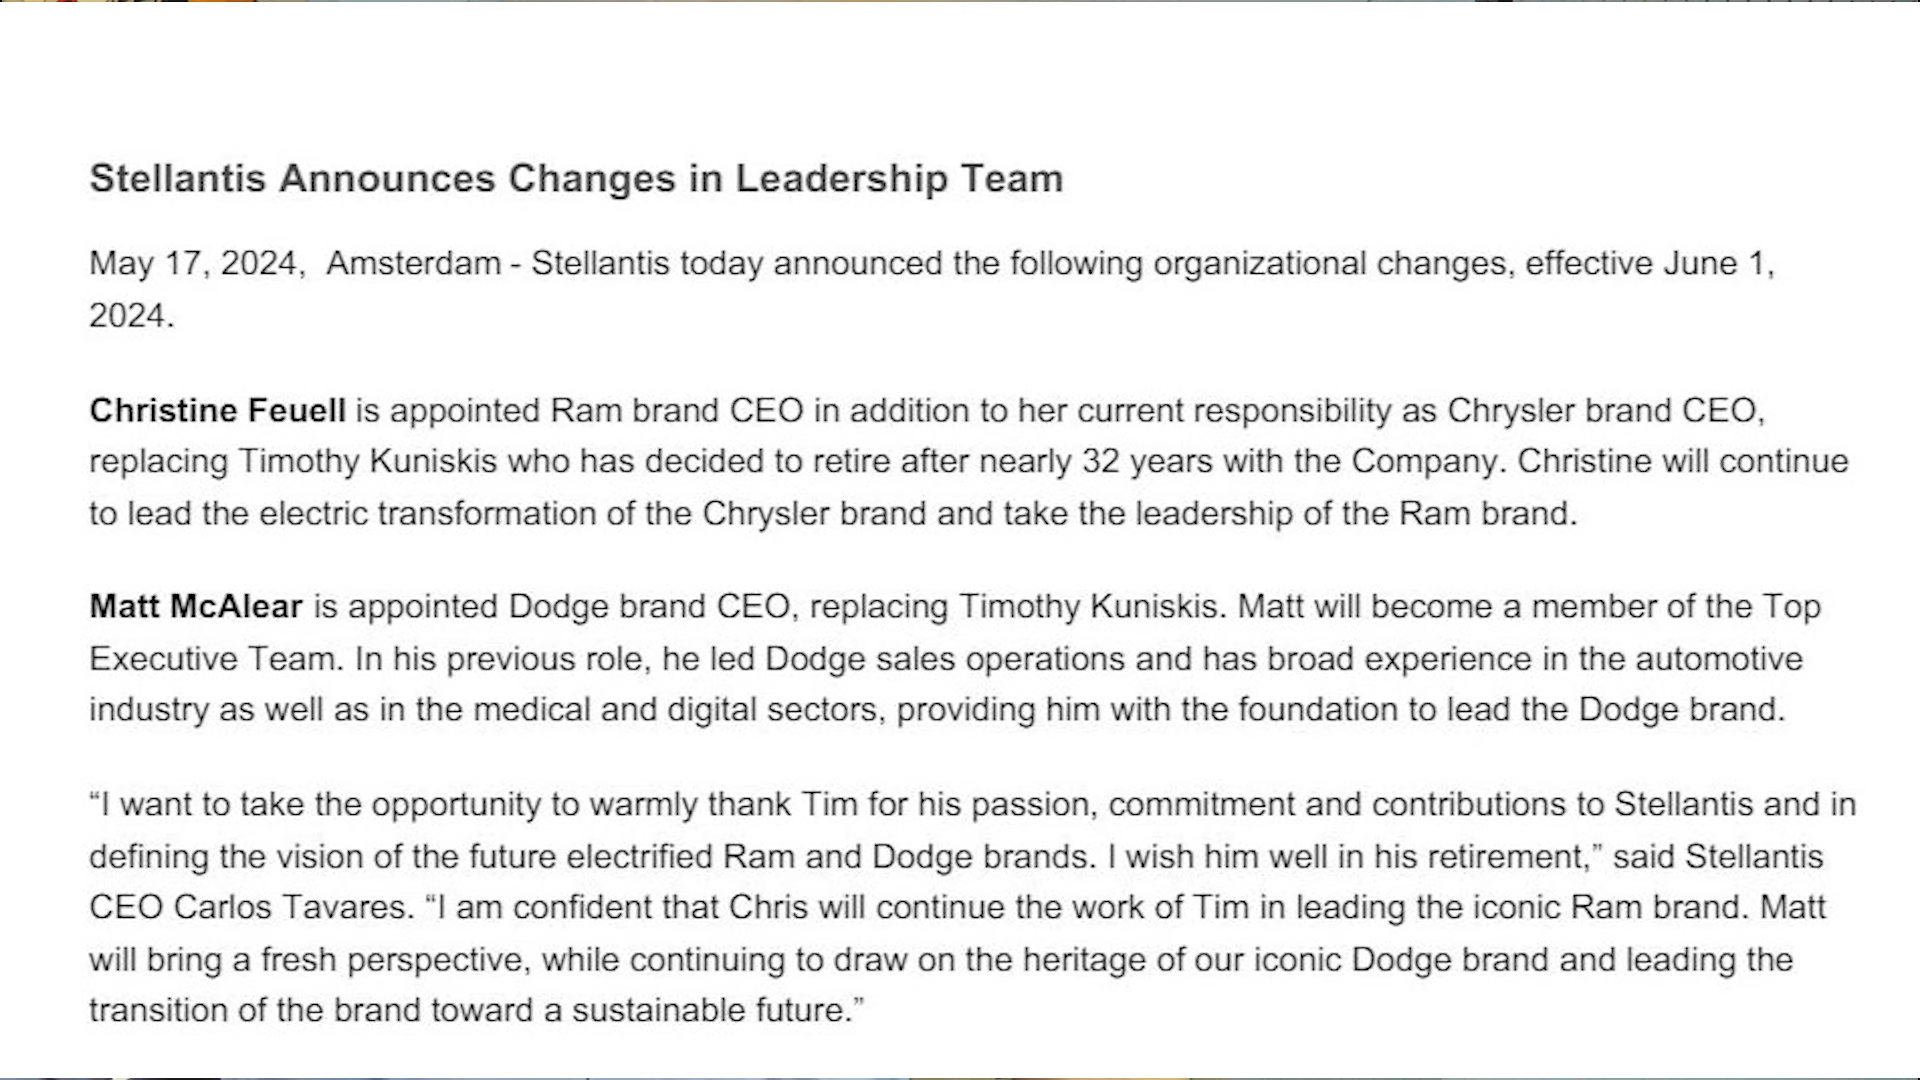 Stellantis Announces Changes in Leadership Team
May 17, 2024,  Amsterdam - Stellantis today announced the following organizational changes, effective June 1,
2024.
Christine Feuell is appointed Ram brand CEO in addition to her current responsibility as Chrysler brand CEO,
replacing Timothy Kuniskis who has decided to retire after nearly 32 years with the Company. Christine will continue
to lead the electric transformation of the Chrysler brand and take the leadership of the Ram brand.
Matt McAlear is appointed Dodge brand CEO, replacing Timothy Kuniskis. Matt will become a member of the Top
Executive Team. In his previous role, he led Dodge sales operations and has broad experience in the automotive
industry as well as in the medical and digital sectors, providing him with the foundation to lead the Dodge brand.
“I want to take the opportunity to warmly thank Tim for his passion, commitment and contributions to Stellantis and in
defining the vision of the future electrified Ram and Dodge brands. I wish him well in his retirement,” said Stellantis
CEO Carlos Tavares. “I am confident that Chris will continue the work of Tim in leading the iconic Ram brand. Matt
will bring a fresh perspective, while continuing to draw on the heritage of our iconic Dodge brand and leading the
transition of the brand toward a sustainable future.”